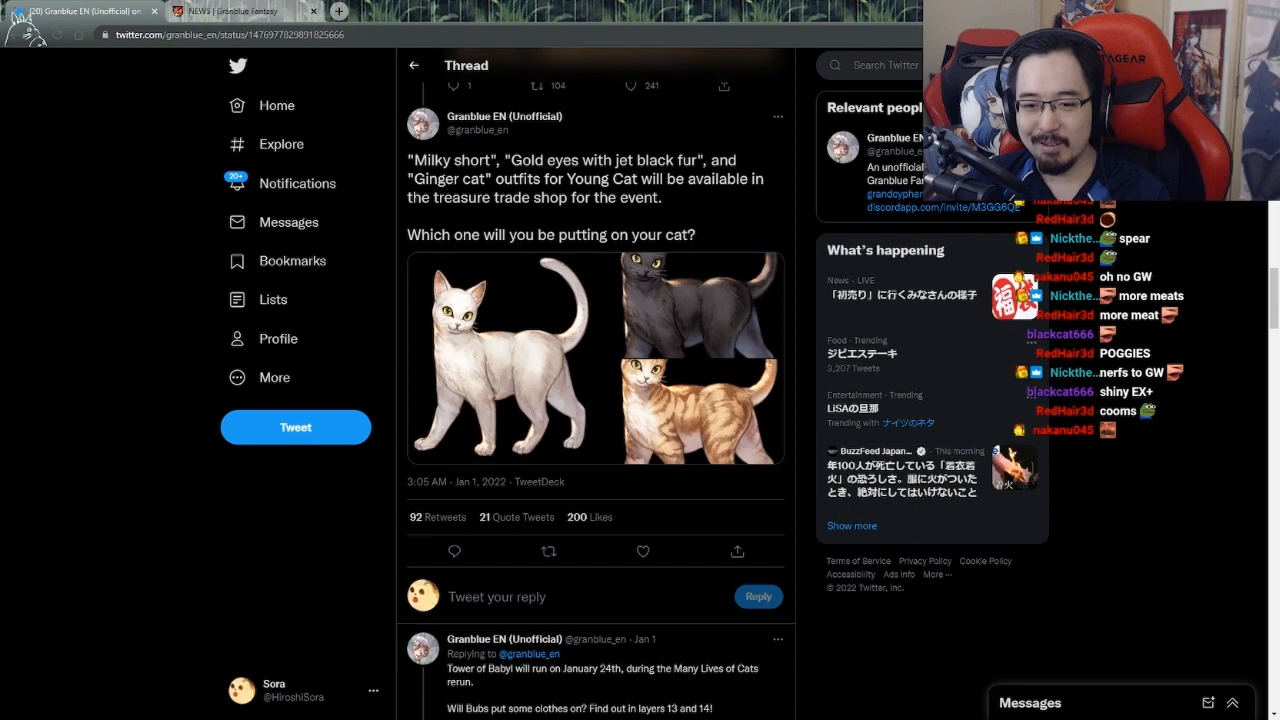 (20) Granblue EN (Unofficial) on
NEWS | Granblue Fantasy
twitter.com/granblue_en/status/1476977829891825666
Home
Explore
20+
Notifications
Messages
Bookmarks
Lists
Profile
More
Tweet
Sora
@HiroshiSora
Thread
1
104
241
Granblue EN (Unofficial)
@granblue_en
"Milky short", "Gold eyes with jet black fur", and
"Ginger cat" outfits for Young Cat will be available in
the treasure trade shop for the event.
Which one will you be putting on your cat?
3:05 AM · Jan 1, 2022 · TweetDeck
92 Retweets 21 Quote Tweets 200 Likes
Tweet your reply
Reply
Granblue EN (Unofficial) @granblue_en · Jan 1
Replying to @granblue_en
Tower of Babyl will run on January 24th, during the Many Lives of Cats
rerun.
Will Bubs put some clothes on? Find out in layers 13 and 14!
Search Twitter
Relevant peopl
Granblue EN
@granblue_e
An unofficial
Granblue Fa
grandcypher
discordapp.com/invite/M3GG6QE
What's happening
News · LIVE
「初売り」に行くみなさんの様子
Food · Trending
ジビエステーキ
3,207 Tweets
Entertainment · Trending
LiSAの旦那
Trending with ナイツのネタ
BuzzFeed Japan... · This morning
年100人が死亡している「着衣着
火」の恐ろしさ。服に火がついた
とき、絶対にしてはいけないこと
着火
Show more
Terms of Service Privacy Policy Cookie Policy
Accessibility Ads info More ···
© 2022 Twitter, Inc.
Messages
TAGEAR
nakanu045
RedHair3d
Nickthe... spear
RedHair3d
nakanu045 oh no GW
Nickthe... more meats
RedHair3d more meat
blackcat666
RedHair3d POGGIES
Nickthe... nerfs to GW
blackcat666 shiny EX+
RedHair3d cooms
nakanu045